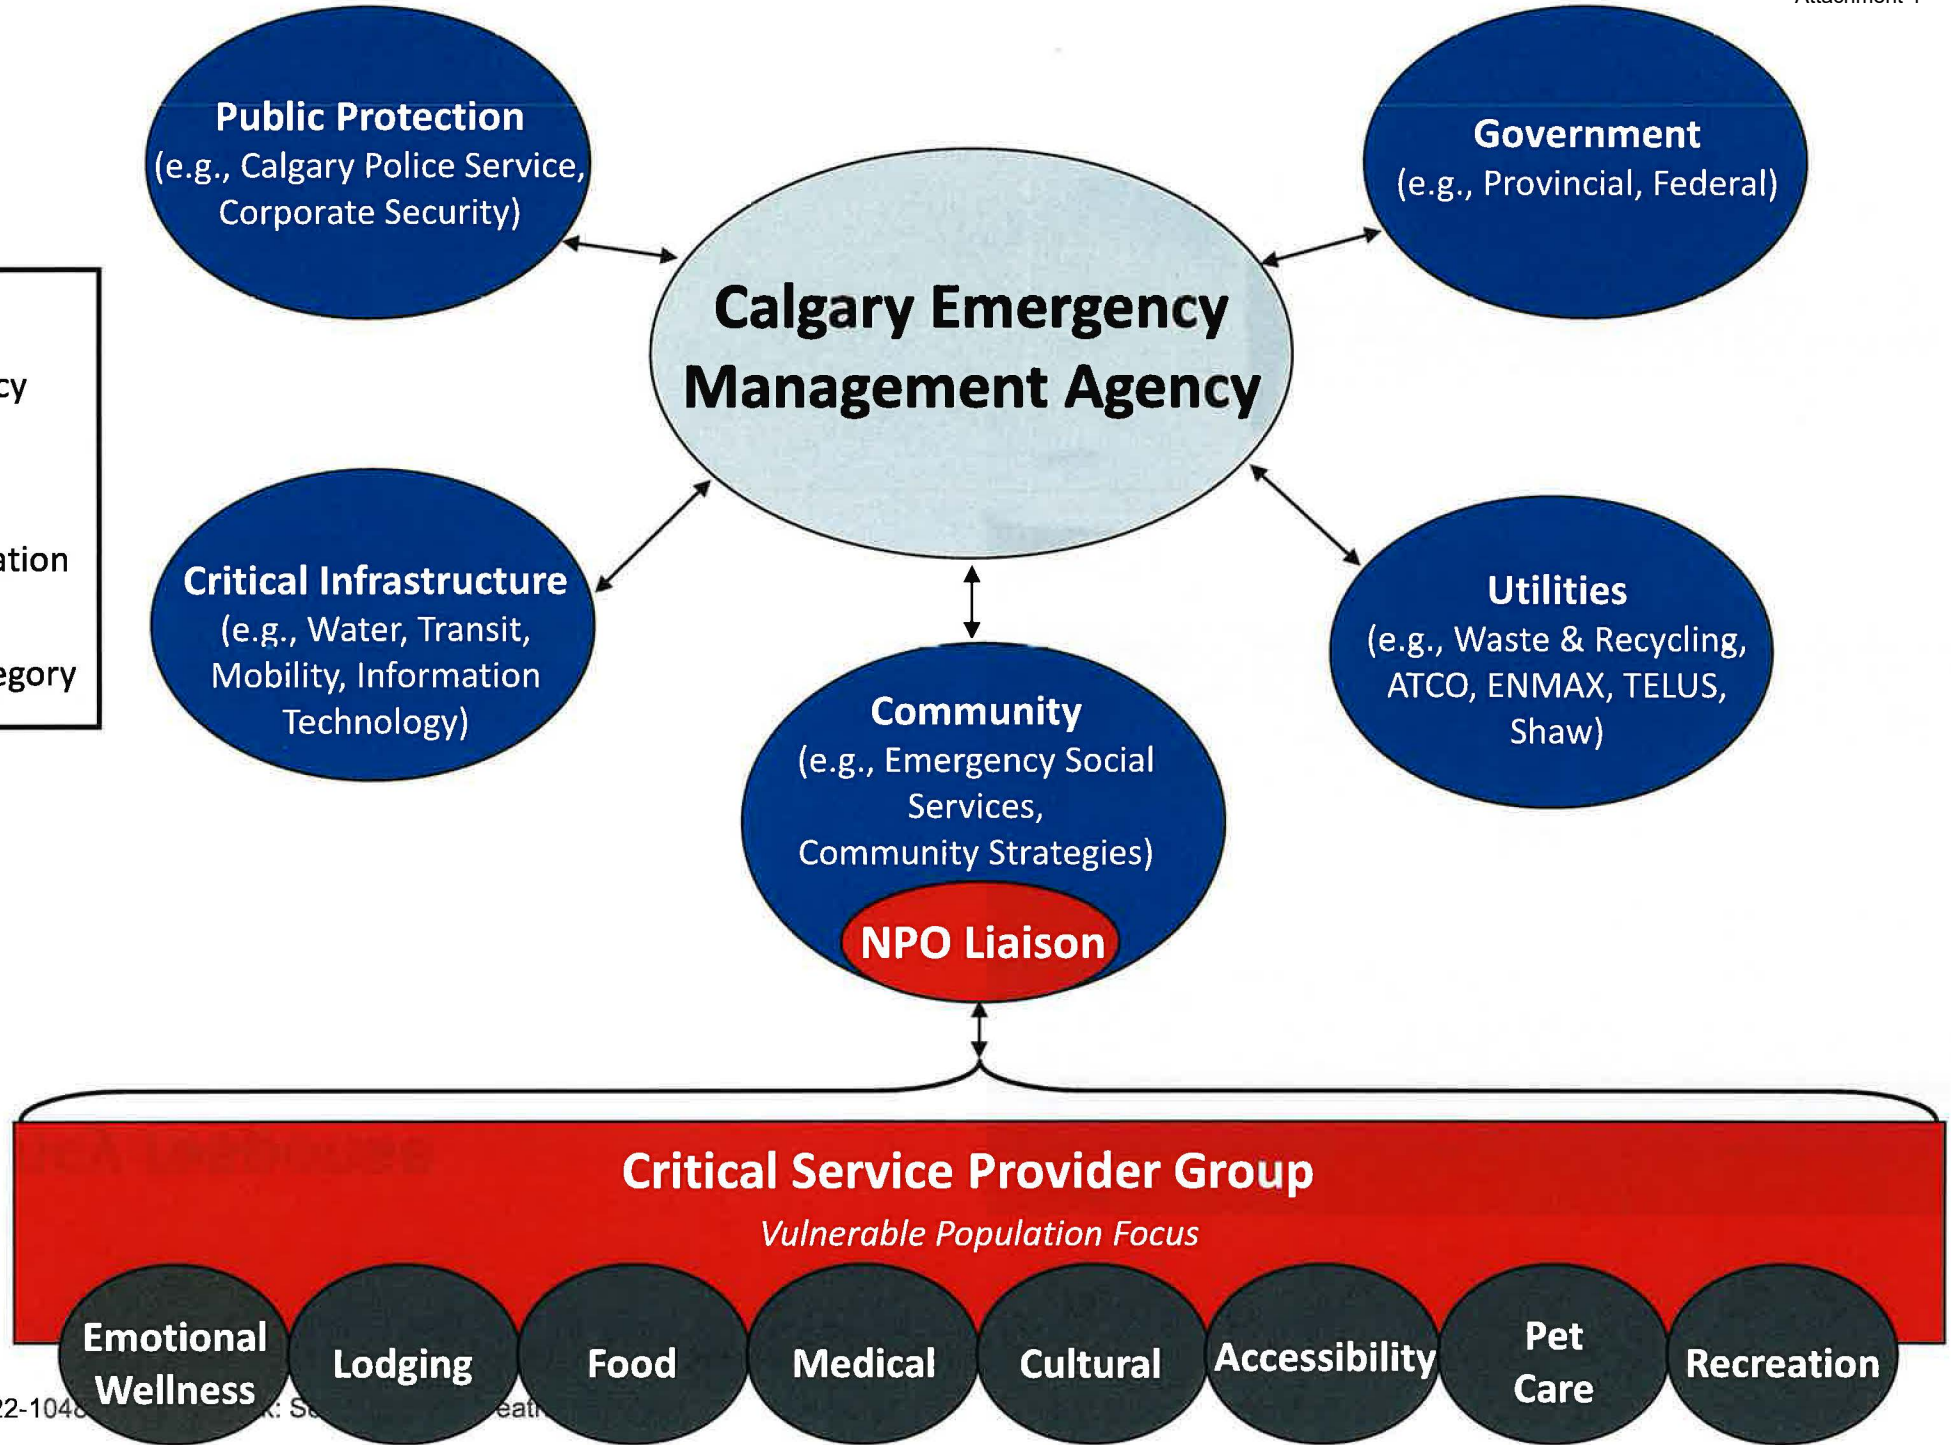 Public Protection
(e.g., Calgary Police Service,
Corporate Security)
Government
(e.g., Provincial, Federal)
Calgary Emergency
Management Agency
Critical Infrastructure
(e.g., Water, Transit,
Mobility, Information
Technology)
Utilities
(e.g., Waste & Recycling,
ATCO, ENMAX, TELUS,
Shaw)
Community
(e.g., Emergency Social
Services,
Community Strategies)
NPO Liaison
Critical Service Provider Group
Vulnerable Population Focus
Emotional
Wellness
Lodging
Food
Medical
Cultural
Accessibility
Pet
Care
Recreation